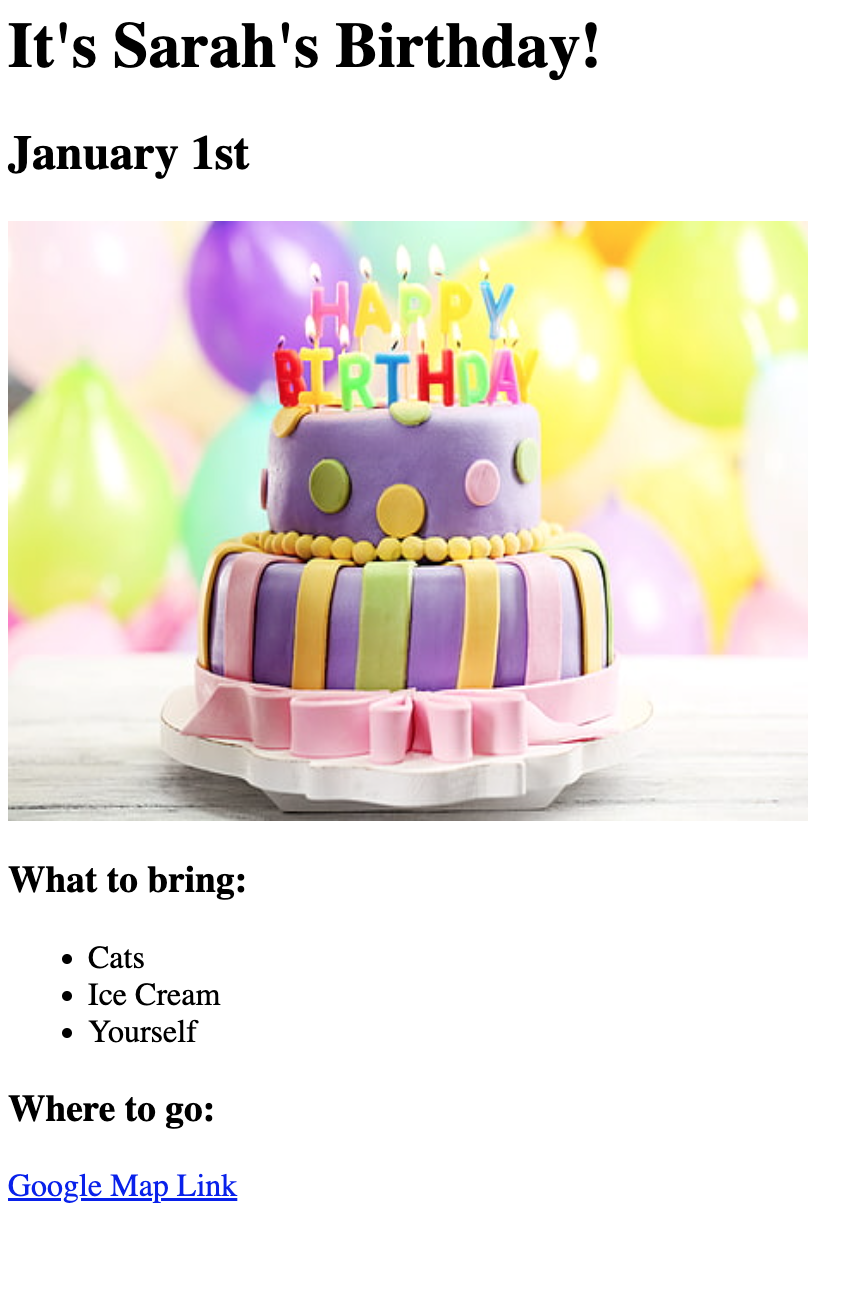 It's Sarah's Birthday!
January 1st
HAPPY
BIRTHDAY
What to bring:
Cats
Ice Cream
Yourself
Where to go:
Google Map Link